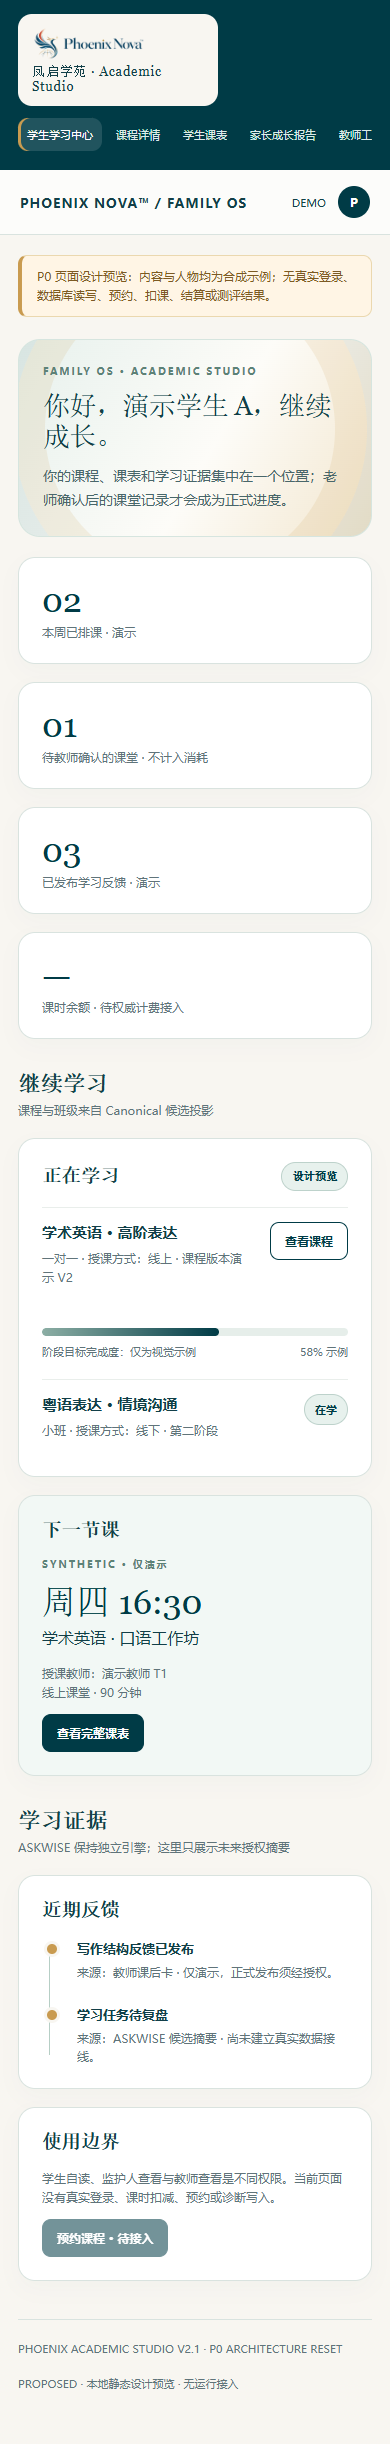 Phoenix Nova™
凤启学苑 · Academic
Studio
学生学习中心
课程详情
学生课表
家长成长报告
教师工
PHOENIX NOVA™ / FAMILY OS
DEMO
P
P0 页面设计预览：内容与人物均为合成示例；无真实登录、
数据库读写、预约、扣课、结算或测评结果。
FAMILY OS • ACADEMIC STUDIO
你好，演示学生 A，继续
成长。
你的课程、课表和学习证据集中在一个位置；老
师确认后的课堂记录才会成为正式进度。
02
本周已排课 · 演示
01
待教师确认的课堂 · 不计入消耗
03
已发布学习反馈 · 演示
—
课时余额 · 待权威计费接入
继续学习
课程与班级来自 Canonical 候选投影
正在学习
设计预览
学术英语 • 高阶表达
查看课程
一对一 · 授课方式：线上 · 课程版本演
示 V2
阶段目标完成度：仅为视觉示例
58% 示例
粤语表达 • 情境沟通
在学
小班 · 授课方式：线下 · 第二阶段
下一节课
SYNTHETIC • 仅演示
周四 16:30
学术英语 · 口语工作坊
授课教师：演示教师 T1
线上课堂 · 90 分钟
查看完整课表
学习证据
ASKWISE 保持独立引擎；这里只展示未来授权摘要
近期反馈
写作结构反馈已发布
来源：教师课后卡 · 仅演示，正式发布须经授权。
学习任务待复盘
来源：ASKWISE 候选摘要 · 尚未建立真实数据接
线。
使用边界
学生自读、监护人查看与教师查看是不同权限。当前页面
没有真实登录、课时扣减、预约或诊断写入。
预约课程 • 待接入
PHOENIX ACADEMIC STUDIO V2.1 · P0 ARCHITECTURE RESET
PROPOSED · 本地静态设计预览 · 无运行接入